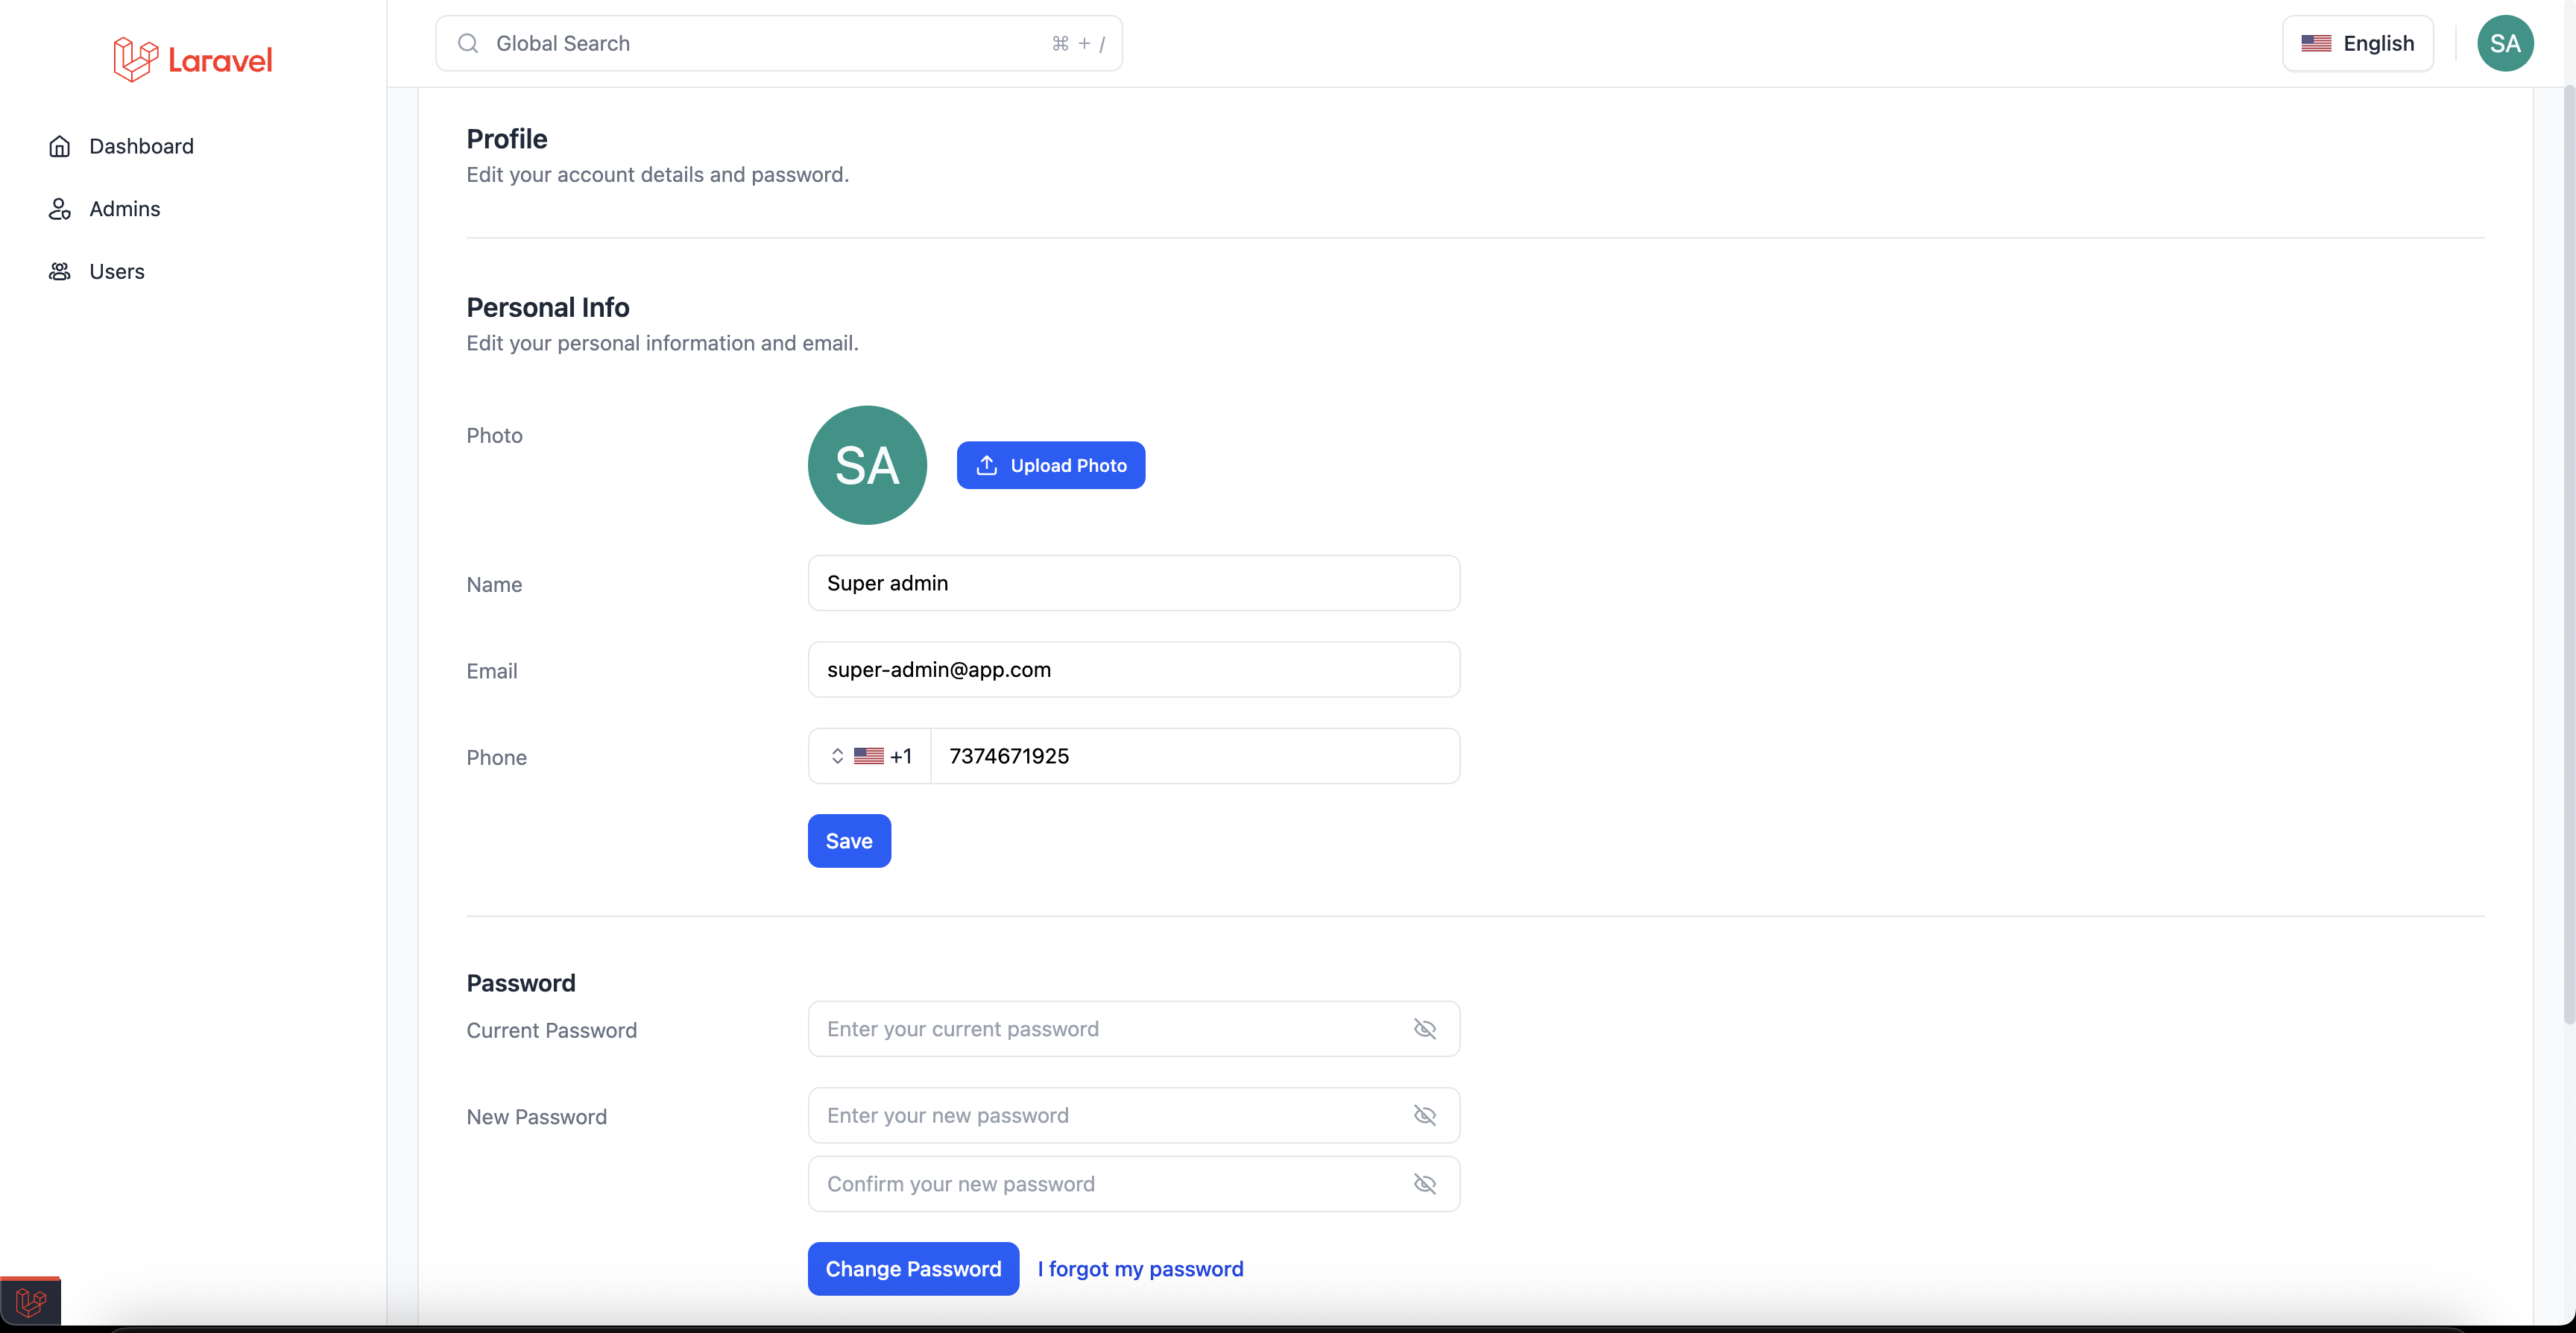 Laravel
Global Search
⌘ + /
English
SA
Dashboard
Admins
Users
Profile
Edit your account details and password.
Personal Info
Edit your personal information and email.
Photo
SA
Upload Photo
Name
Super admin
Email
super-admin@app.com
Phone
+1
7374671925
Save
Password
Current Password
Enter your current password
New Password
Enter your new password
Confirm your new password
Change Password
I forgot my password